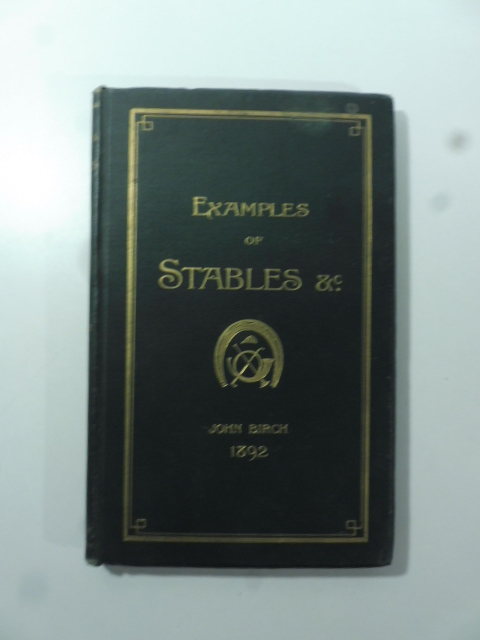 EXAMPLES
OF
STABLES &c.
JOHN BIRCH
1892